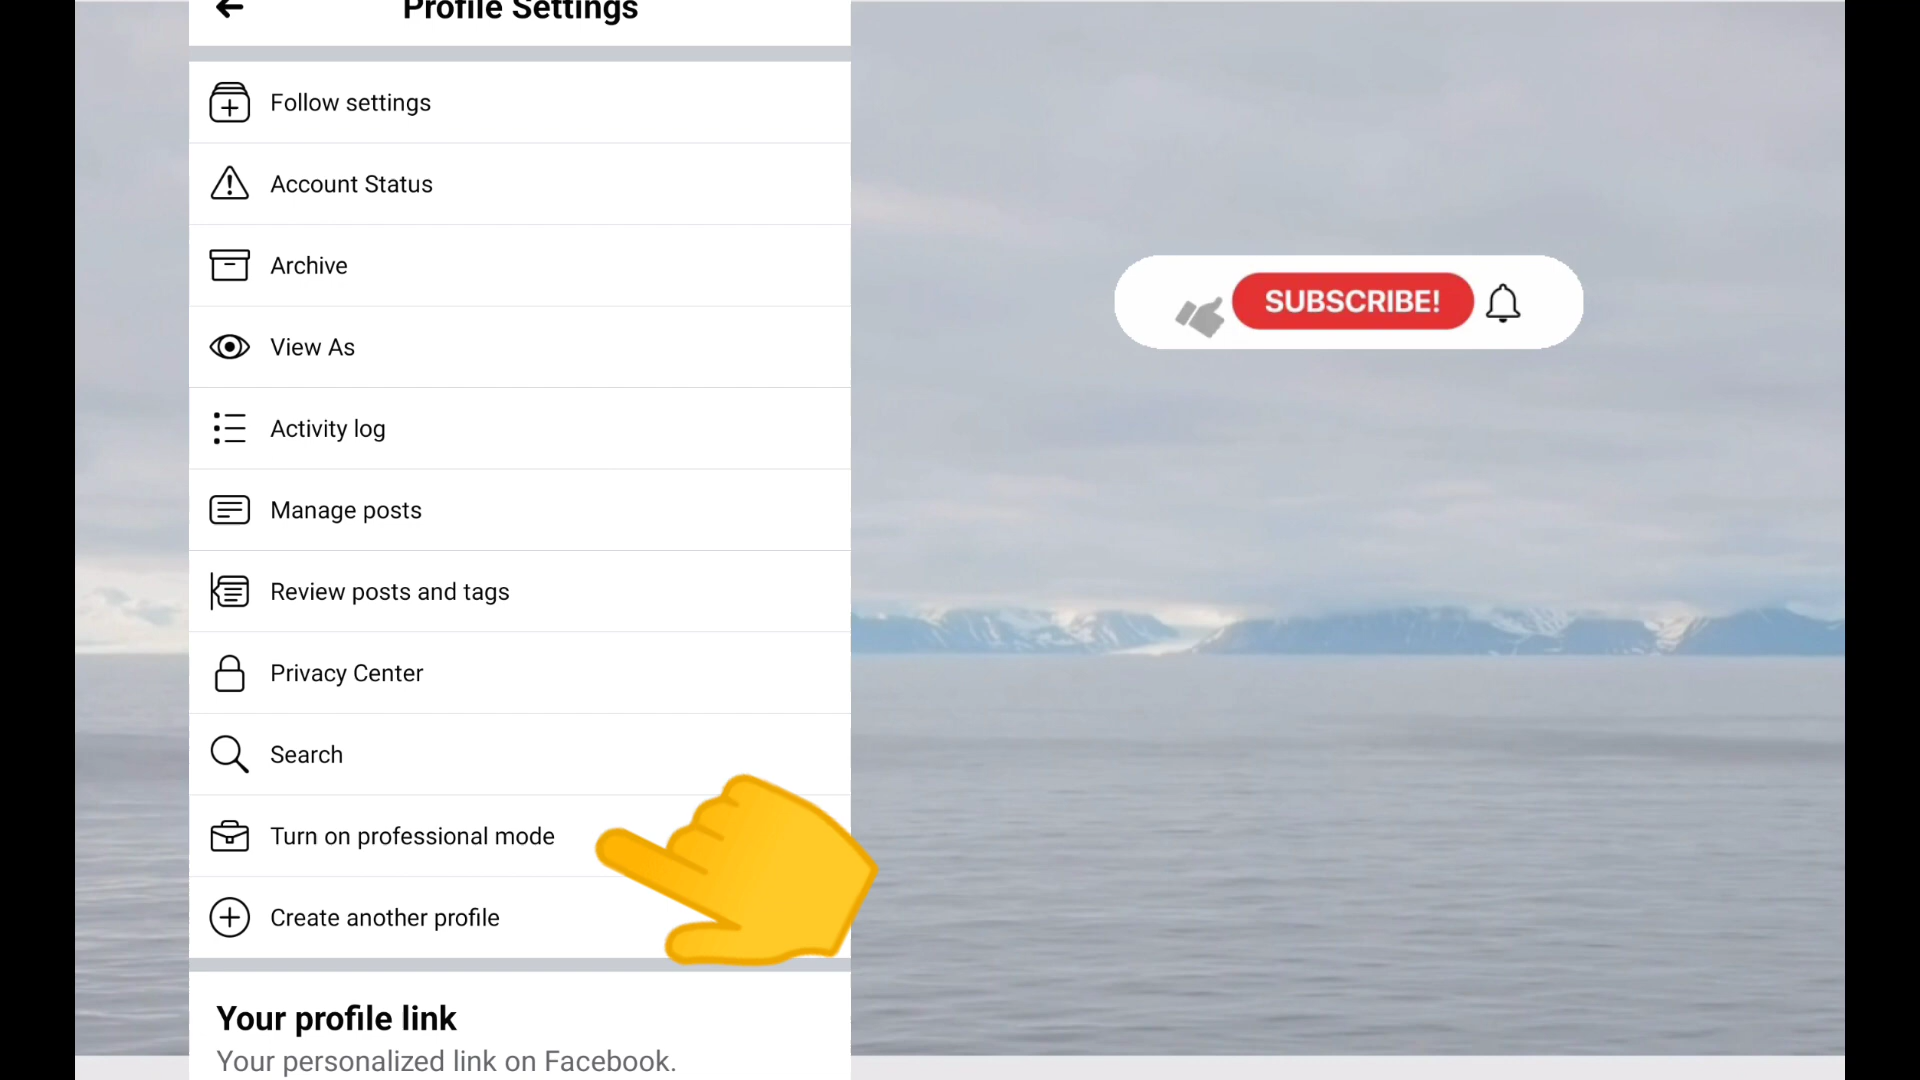 Profile Settings
Follow settings
Account Status
Archive
View As
Activity log
Manage posts
Review posts and tags
Privacy Center
Search
Turn on professional mode
Create another profile
Your profile link
Your personalized link on Facebook.
SUBSCRIBE!